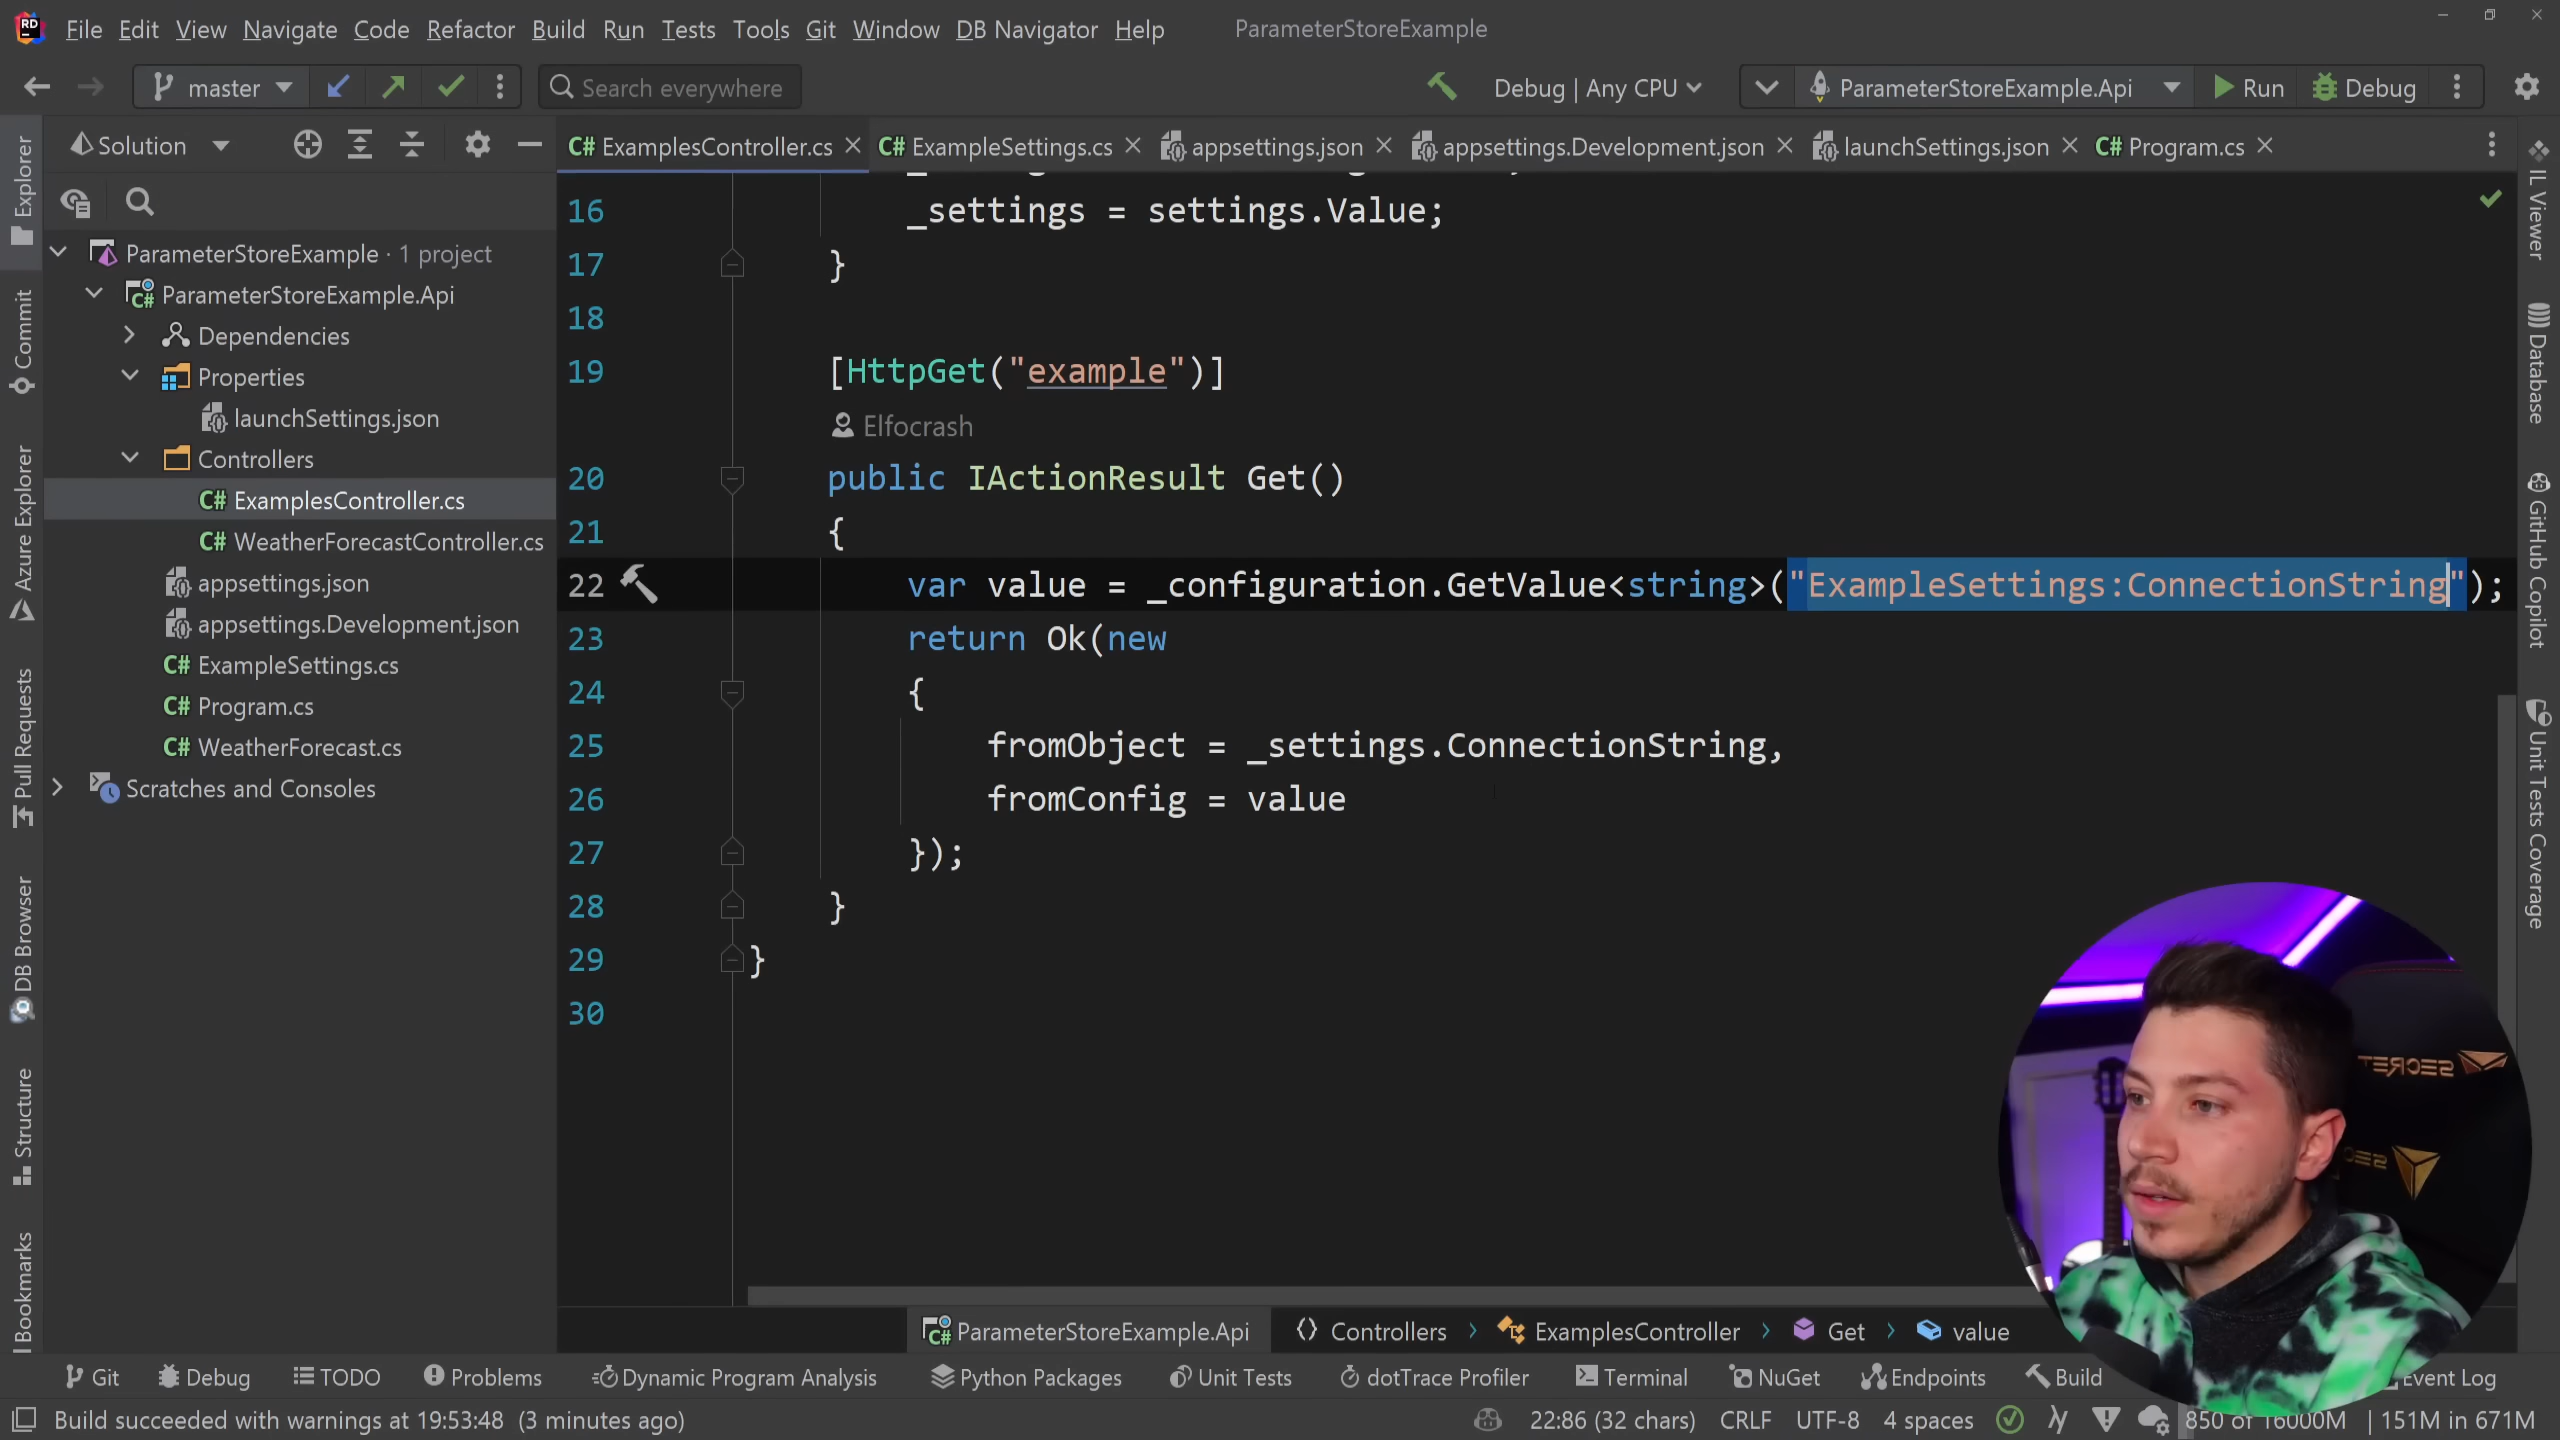 File Edit View Navigate Code Refactor Build Run Tests Tools Git Window DB Navigator Help ParameterStoreExample
master Search everywhere Debug | Any CPU ParameterStoreExample.Api Run Debug
Solution
ExamplesController.cs ExampleSettings.cs appsettings.json appsettings.Development.json launchSettings.json Program.cs
Explorer
Commit
Azure Explorer
Pull Requests
DB Browser
Structure
Bookmarks
ParameterStoreExample · 1 project
ParameterStoreExample.Api
Dependencies
Properties
launchSettings.json
Controllers
C# ExamplesController.cs
C# WeatherForecastController.cs
appsettings.json
appsettings.Development.json
C# ExampleSettings.cs
C# Program.cs
C# WeatherForecast.cs
Scratches and Consoles
16 _settings = settings.Value;
17 }
18
19 [HttpGet("example")]
Elfocrash
20 public IActionResult Get()
21 {
22 var value = _configuration.GetValue<string>("ExampleSettings:ConnectionString");
23 return Ok(new
24 {
25 fromObject = _settings.ConnectionString,
26 fromConfig = value
27 });
28 }
29 }
30
IL Viewer
Database
GitHub Copilot
Unit Tests Coverage
SECRET
ParameterStoreExample.Api Controllers ExamplesController Get value
Git Debug TODO Problems Dynamic Program Analysis Python Packages Unit Tests dotTrace Profiler Terminal NuGet Endpoints Build Event Log
Build succeeded with warnings at 19:53:48 (3 minutes ago) 22:86 (32 chars) CRLF UTF-8 4 spaces 850 of 16000M 151M in 671M